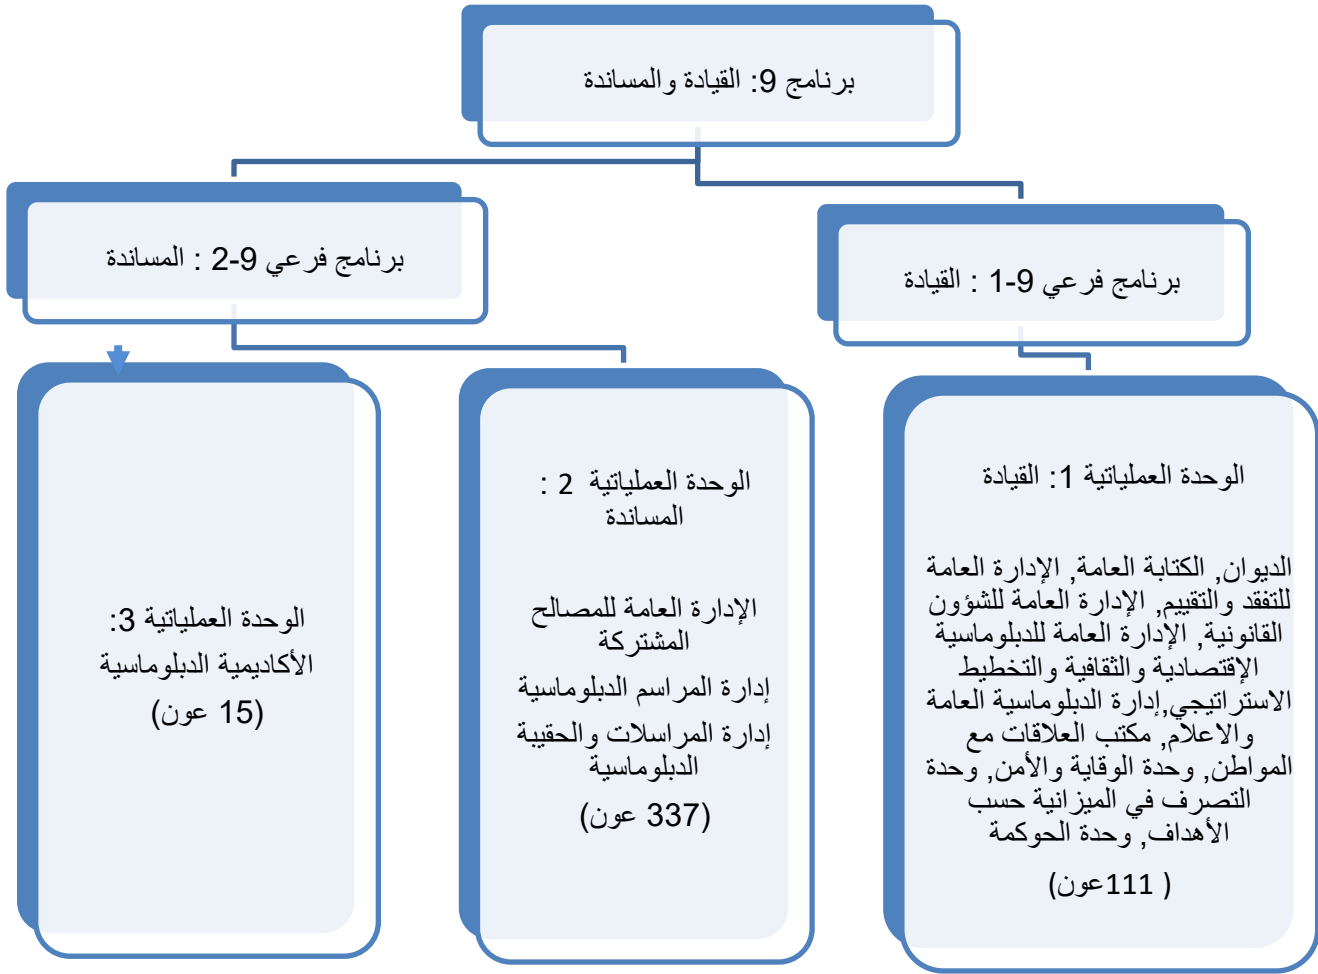 برنامج 9: القيادة والمساندة
برنامج فرعي 9-1 : القيادة
برنامج فرعي 9-2 : المساندة
الوحدة العملياتية 1: القيادة
الديوان, الكتابة العامة, الإدارة العامة
للتفقد والتقييم, الإدارة العامة للشؤون
القانونية, الإدارة العامة للدبلوماسية
الإقتصادية والثقافية والتخطيط
الاستراتيجي,إدارة الدبلوماسية العامة
والاعلام, مكتب العلاقات مع
المواطن, وحدة الوقاية والأمن, وحدة
التصرف في الميزانية حسب
الأهداف, وحدة الحوكمة
( 111عون)
الوحدة العملياتية 2 :
المساندة
الإدارة العامة للمصالح
المشتركة
إدارة المراسم الدبلوماسية
إدارة المراسلات والحقيبة
الدبلوماسية
(337 عون)
الوحدة العملياتية 3:
الأكاديمية الدبلوماسية
(15 عون)